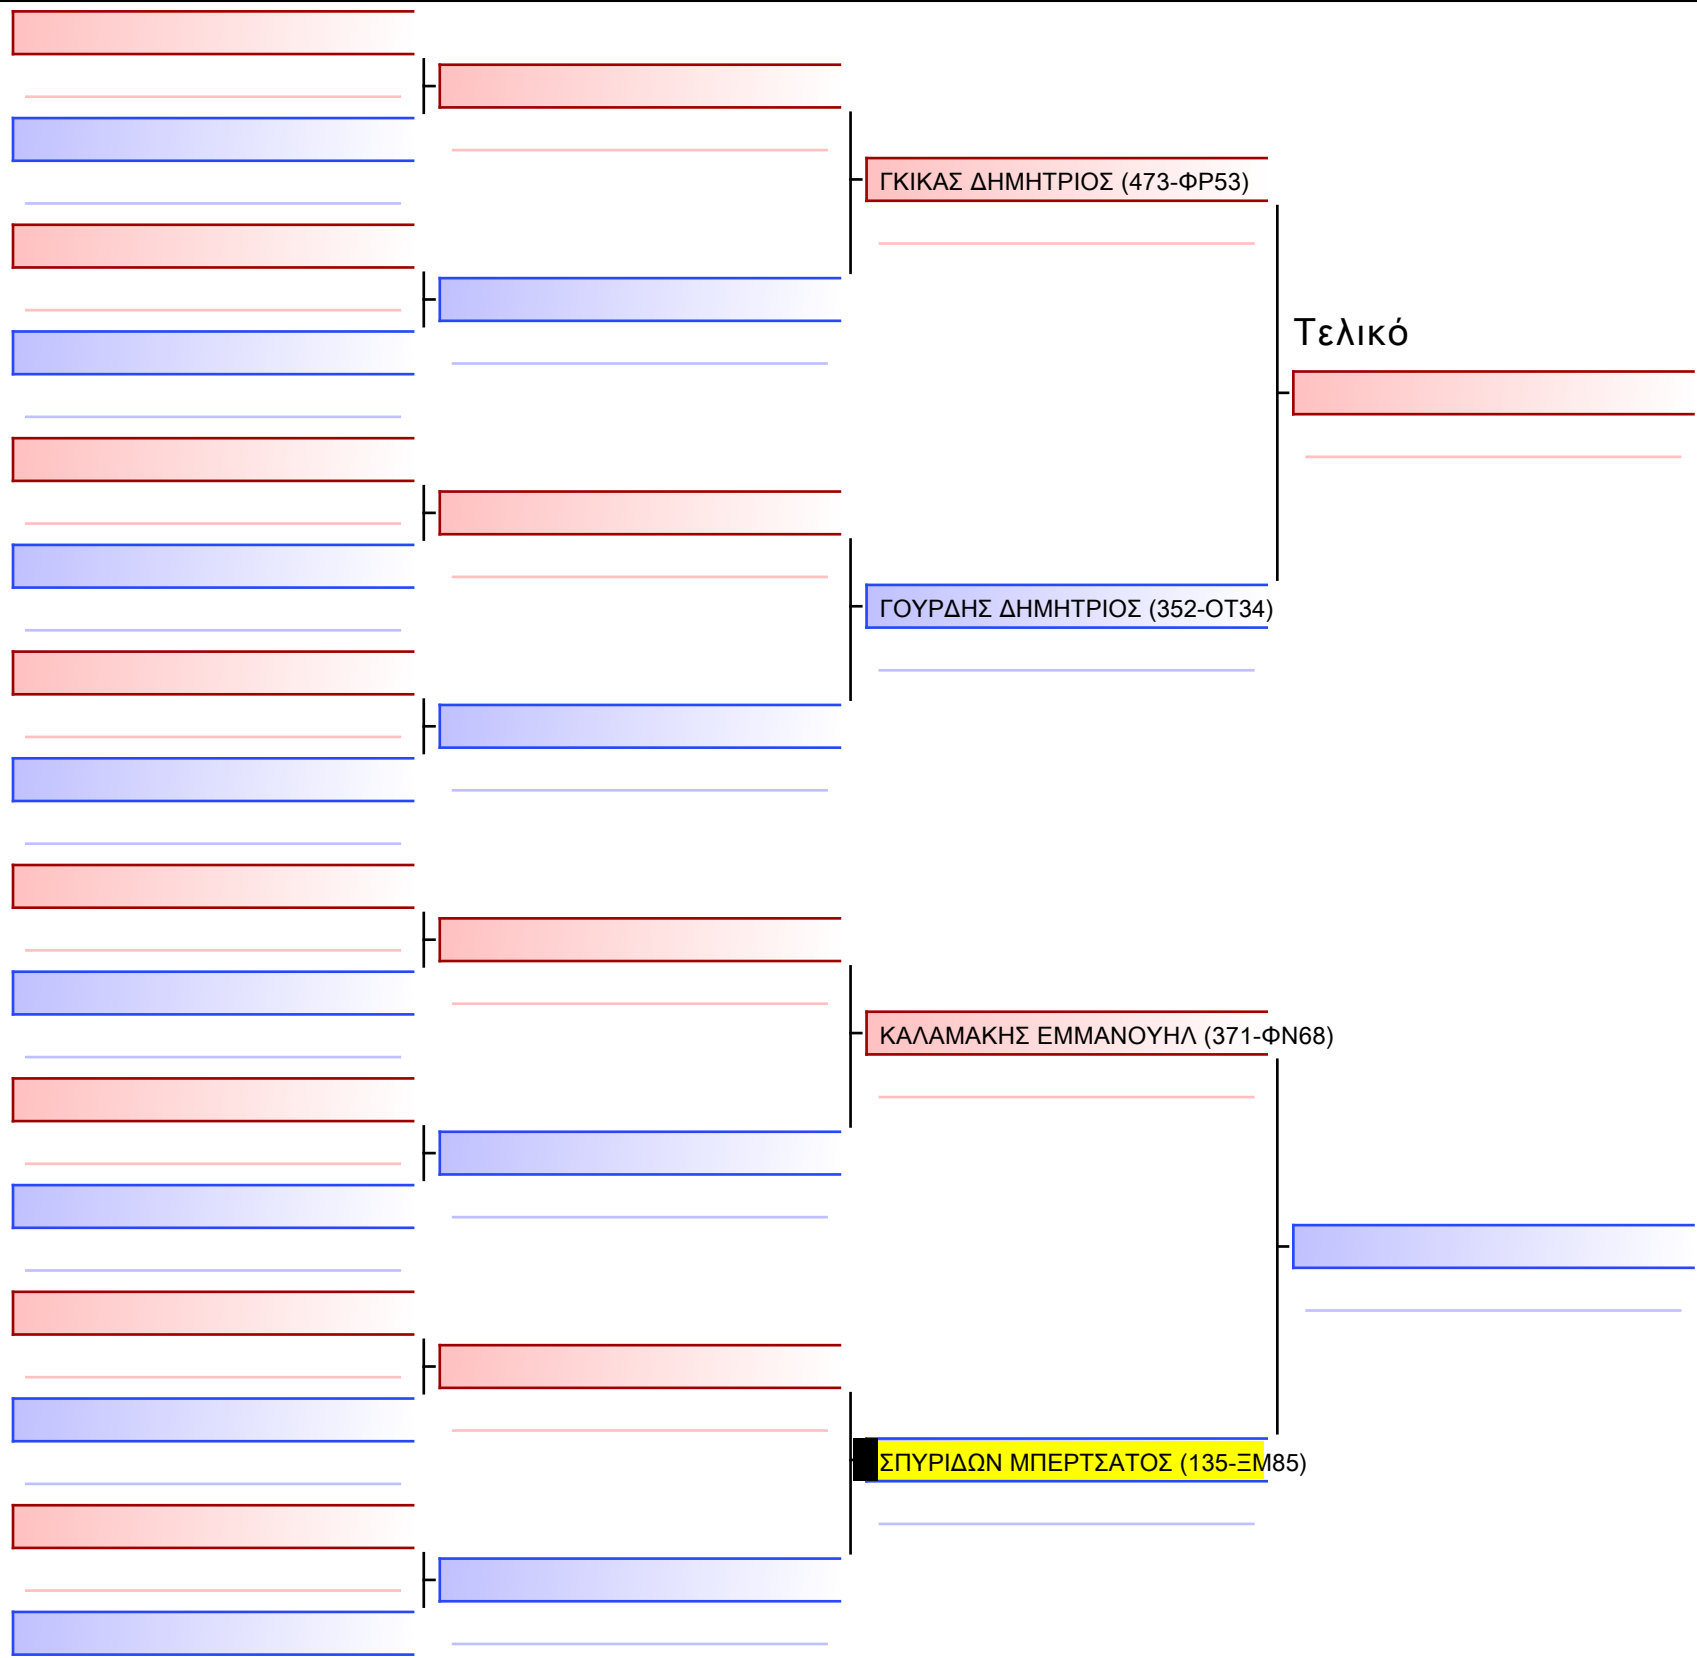 ΓΚΙΚΑΣ ΔΗΜΗΤΡΙΟΣ (473-ΦΡ53)
Τελικό
ΓΟΥΡΔΗΣ ΔΗΜΗΤΡΙΟΣ (352-ΟΤ34)
ΚΑΛΑΜΑΚΗΣ ΕΜΜΑΝΟΥΗΛ (371-ΦΝ68)
ΣΠΥΡΙΔΩΝ ΜΠΕΡΤΣΑΤΟΣ (135-ΞΜ85)